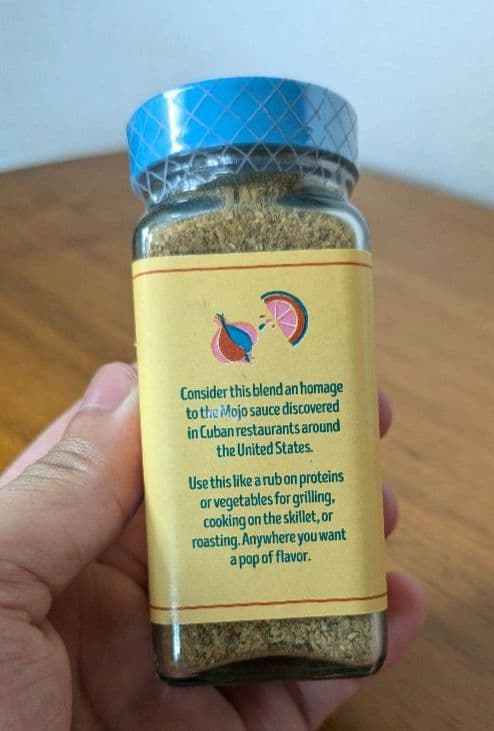 Consider this blend an homage
to the Mojo sauce discovered
in Cuban restaurants around
the United States.
Use this like a rub on proteins
or vegetables for grilling,
cooking on the skillet, or
roasting. Anywhere you want
a pop of flavor.